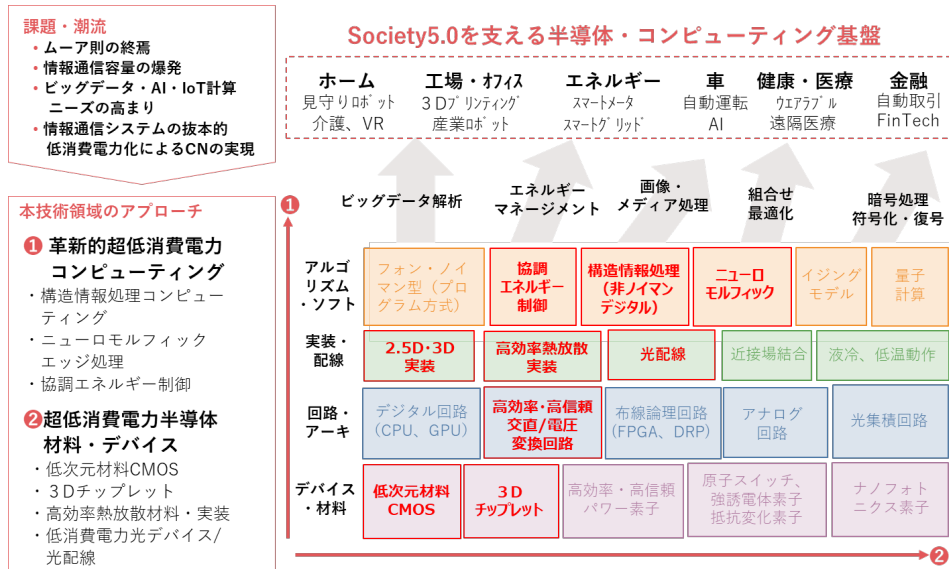 課題・潮流
・ムーア則の終焉
・情報通信容量の爆発
・ビッグデータ・AI・IoT計算
ニーズの高まり
・情報通信システムの抜本的
低消費電力化によるCNの実現
Society5.0を支える半導体・コンピューティング基盤
ホーム
見守りロボット
介護、VR
工場・オフィス
３Dプリンティング
産業ロボット
エネルギー
スマートメータ
スマートグリッド
車
自動運転
AI
健康・医療
ウエアラブル
遠隔医療
金融
自動取引
FinTech
本技術領域のアプローチ
❶ 革新的超低消費電力
コンピューティング
・構造情報処理コンピュー
ティング
・ニューロモルフィック
エッジ処理
・協調エネルギー制御
❷超低消費電力半導体
材料・デバイス
・低次元材料CMOS
・３Dチップレット
・高効率熱放散材料・実装
・低消費電力光デバイス/
光配線
❶
ビッグデータ解析
エネルギー
マネージメント
画像・
メディア処理
組合せ
最適化
暗号処理
符号化・復号
アルゴ
リズム
・ソフト
フォン・ノイ
マン型（プロ
グラム方式）
協調
エネルギー
制御
構造情報処理
(非ノイマン
デジタル)
ニューロ
モルフィック
イジング
モデル
量子
計算
実装・
配線
2.5D・3D
実装
高効率熱放散
実装
光配線
近接場結合
液冷、低温動作
回路・
アーキ
デジタル回路
（CPU、GPU）
高効率・高信頼
交直/電圧
変換回路
布線論理回路
（FPGA、DRP）
アナログ
回路
光集積回路
デバイス
・材料
低次元材料
CMOS
３D
チップレット
高効率・高信頼
パワー素子
原子スイッチ、
強誘電体素子
抵抗変化素子
ナノフォト
ニクス素子
❷